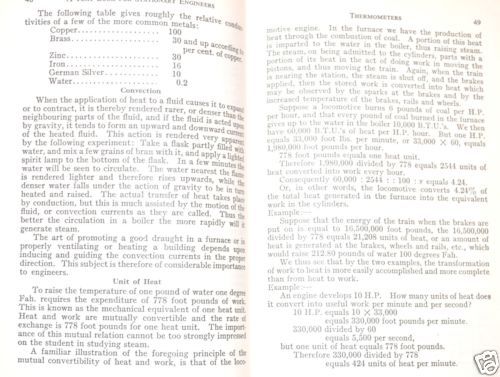 48 A TEXT BOOK FOR STATIONARY ENGINEERS
The following table gives roughly the relative conduc-
tivities of a few of the more common metals:
Copper 100
Brass 30 and up according to
per cent. of copper.
Zinc 30
Iron 16
German Silver 10
Water 0.2
Convection
When the application of heat to a fluid causes it to expand
or to contract, it is thereby rendered rarer, or denser than the
neighbouring parts of the fluid, and if the fluid is acted upon
by gravity, it tends to form an upward and downward current
of the heated fluid. This action is rendered very apparent
by the following experiment: Take a flask partly filled with
water, and mix a few grains of bran with it, and apply a lighted
spirit lamp to the bottom of the flask. In a few minutes the
water will be seen to circulate. The water nearest the flame
is rendered lighter and therefore rises upwards, while the
denser water falls under the action of gravity to be in turn
heated and raised. The actual transfer of heat takes place
by conduction, but this is much assisted by the motion of the
fluid, or convection currents as they are called. Thus the
better the circulation in a boiler the more rapidly will it
generate steam.
The art of promoting a good draught in a furnace or in
properly ventilating or heating a building depends upon
inducing and guiding the convection currents in the proper
direction. This subject is therefore of considerable importance
to engineers.
Unit of Heat
To raise the temperature of one pound of water one degree
Fah. requires the expenditure of 778 foot pounds of work.
This is known as the mechanical equivalent of one heat unit.
Heat and work are mutually convertible and the rate of
exchange is 778 foot pounds for one heat unit. The import-
ance of this mutual relation cannot be too strongly impressed
on the student in studying steam.
A familiar illustration of the foregoing principle of the
mutual convertibility of heat and work, is that of the loco-
THERMOMETERS 49
motive engine. In the furnace we have the production of
heat through the combustion of coal. A portion of this heat
is imparted to the water in the boiler, thus raising steam.
The steam, on being admitted to the cylinders, parts with a
portion of its heat in the act of doing work in moving the
pistons, and thus moving the train. Again, when the train
is nearing the station, the steam is shut off, and the brakes
applied, then the stored work is converted into heat which
may be observed by the sparks at the brakes and by the
increased temperature of the brakes, rails and wheels.
Suppose a locomotive burns 6 pounds of coal per H.P.
per hour, and that every pound of coal burned in the furnace
gives up to the water in the boiler 10,000 B.T.U.'s. We then
have 60,000 B.T.U.'s of heat per H.P. hour. But one H.P.
equals 33,000 foot lbs. per minute, or 33,000 × 60, equals
1,980,000 foot pounds per hour.
778 foot pounds equals one heat unit.
Therefore 1,980,000 divided by 778 equals 2544 units of
heat converted into work every hour.
Consequently 60,000 : 2544 : : 100 : x equals 4.24.
Or, in other words, the locomotive converts 4.24% of
the total heat generated in the furnace into the equivalent
work in the cylinders.
Example:—
Suppose that the energy of the train when the brakes are
put on is equal to 16,500,000 foot pounds, the 16,500,000
divided by 778 equals 21,208 units of heat, or an amount of
heat is generated at the brakes, wheels and rails, etc., which
would raise 212.80 pounds of water 100 degrees Fah.
We thus see that by the two examples, the transformation
of work to heat is more easily accomplished and more complete
than from heat to work.
Example:—
An engine develops 10 H.P. How many units of heat does
it convert into useful work per minute and per second?
10 H.P. equals 10 × 33,000
equals 330,000 foot pounds per minute.
330,000 divided by 60
equals 5,500 per second,
but one unit of heat equals 778 foot pounds.
Therefore 330,000 divided by 778
equals 424 units of heat per minute.